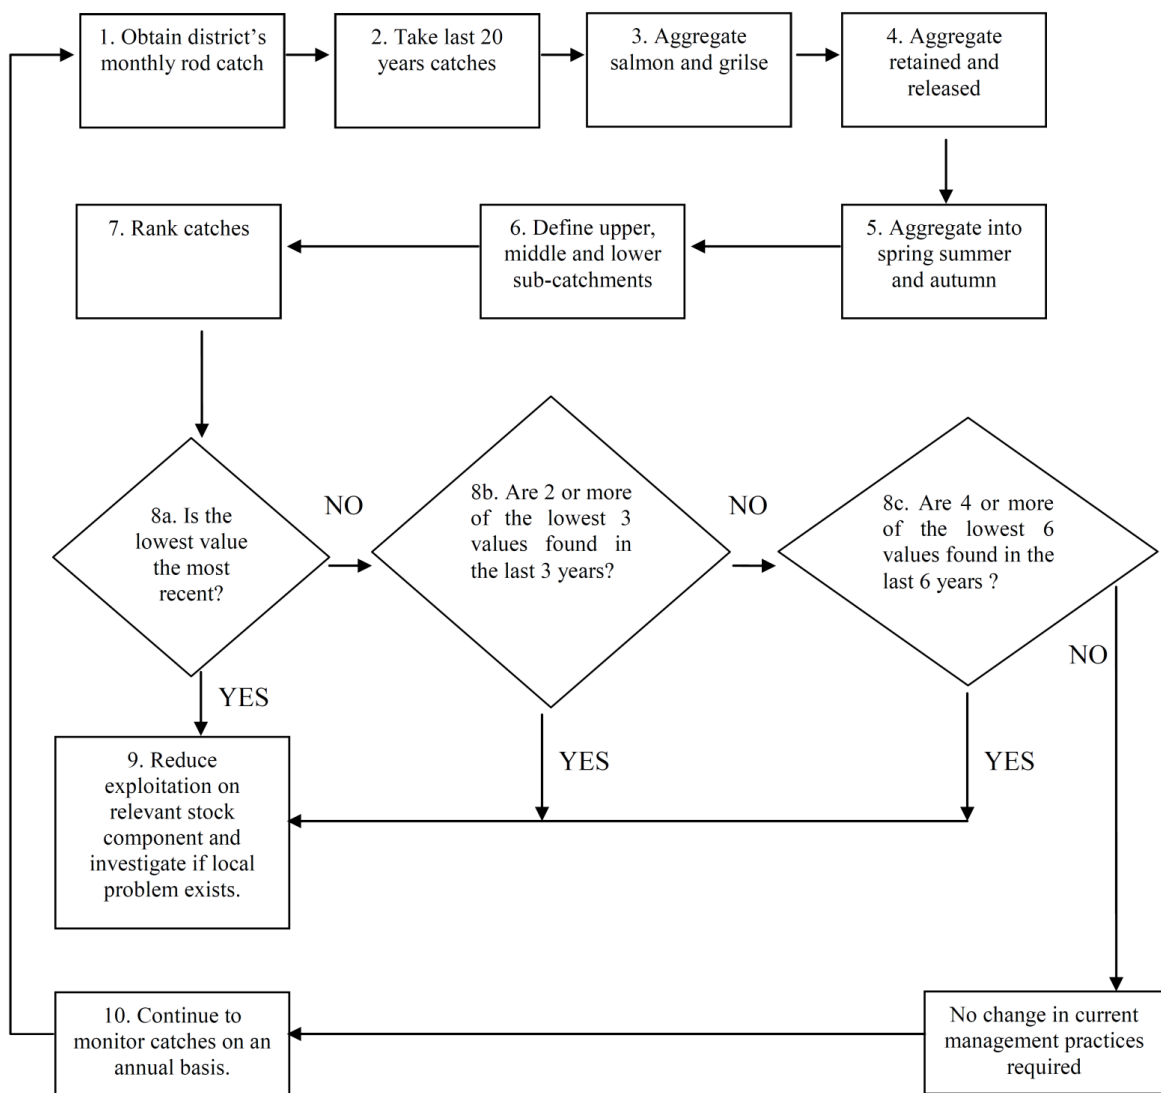 1. Obtain district's
monthly rod catch
2. Take last 20
years catches
3. Aggregate
salmon and grilse
4. Aggregate
retained and
released
7. Rank catches
6. Define upper,
middle and lower
sub-catchments
5. Aggregate into
spring summer
and autumn
8a. Is the
lowest value
the most
recent?
NO
8b. Are 2 or more
of the lowest 3
values found in
the last 3 years?
NO
8c. Are 4 or more
of the lowest 6
values found in the
last 6 years ?
NO
YES
YES
YES
9. Reduce
exploitation on
relevant stock
component and
investigate if local
problem exists.
10. Continue to
monitor catches on an
annual basis.
No change in current
management practices
required